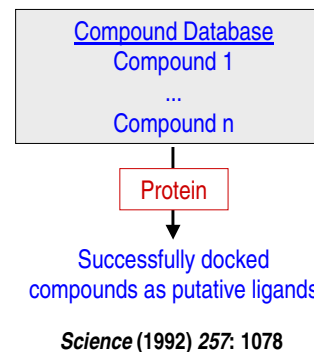 Compound Database
Compound 1
...
Compound n
Protein
Successfully docked
compounds as putative ligands
Science (1992) 257: 1078